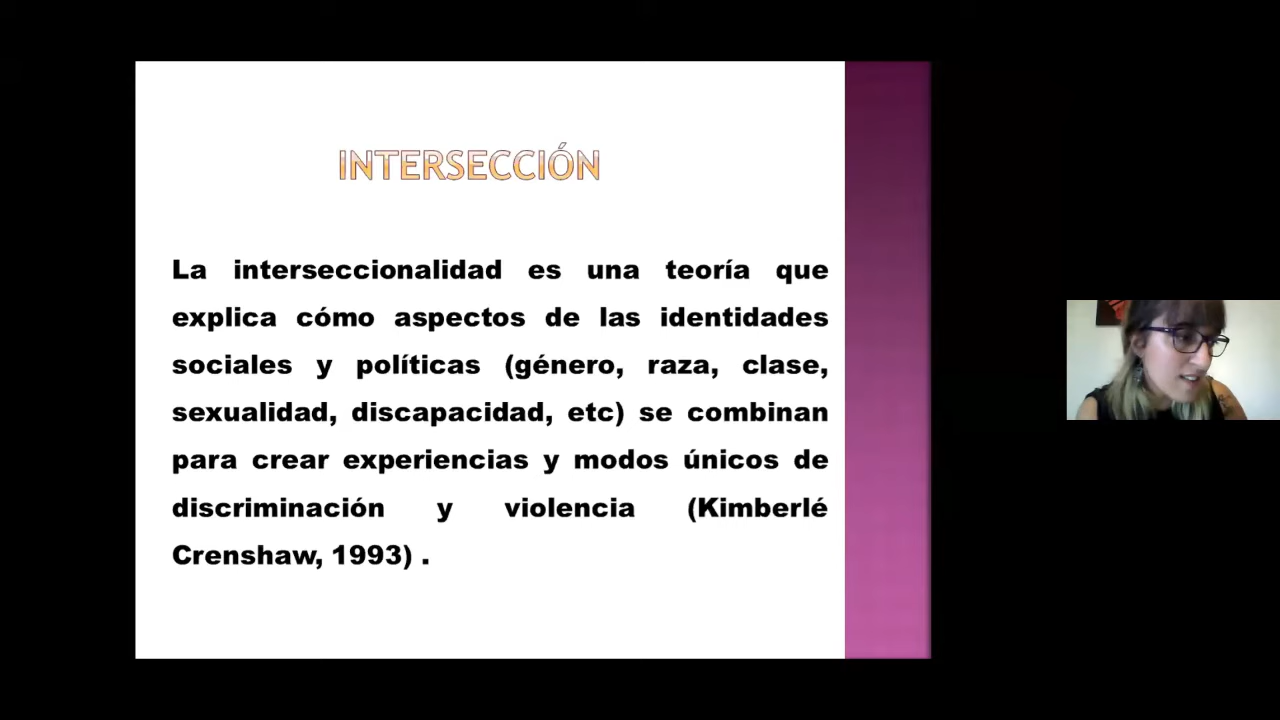 INTERSECCIÓN
La interseccionalidad es una teoría que
explica cómo aspectos de las identidades
sociales y políticas (género, raza, clase,
sexualidad, discapacidad, etc) se combinan
para crear experiencias y modos únicos de
discriminación y violencia (Kimberlé
Crenshaw, 1993) .